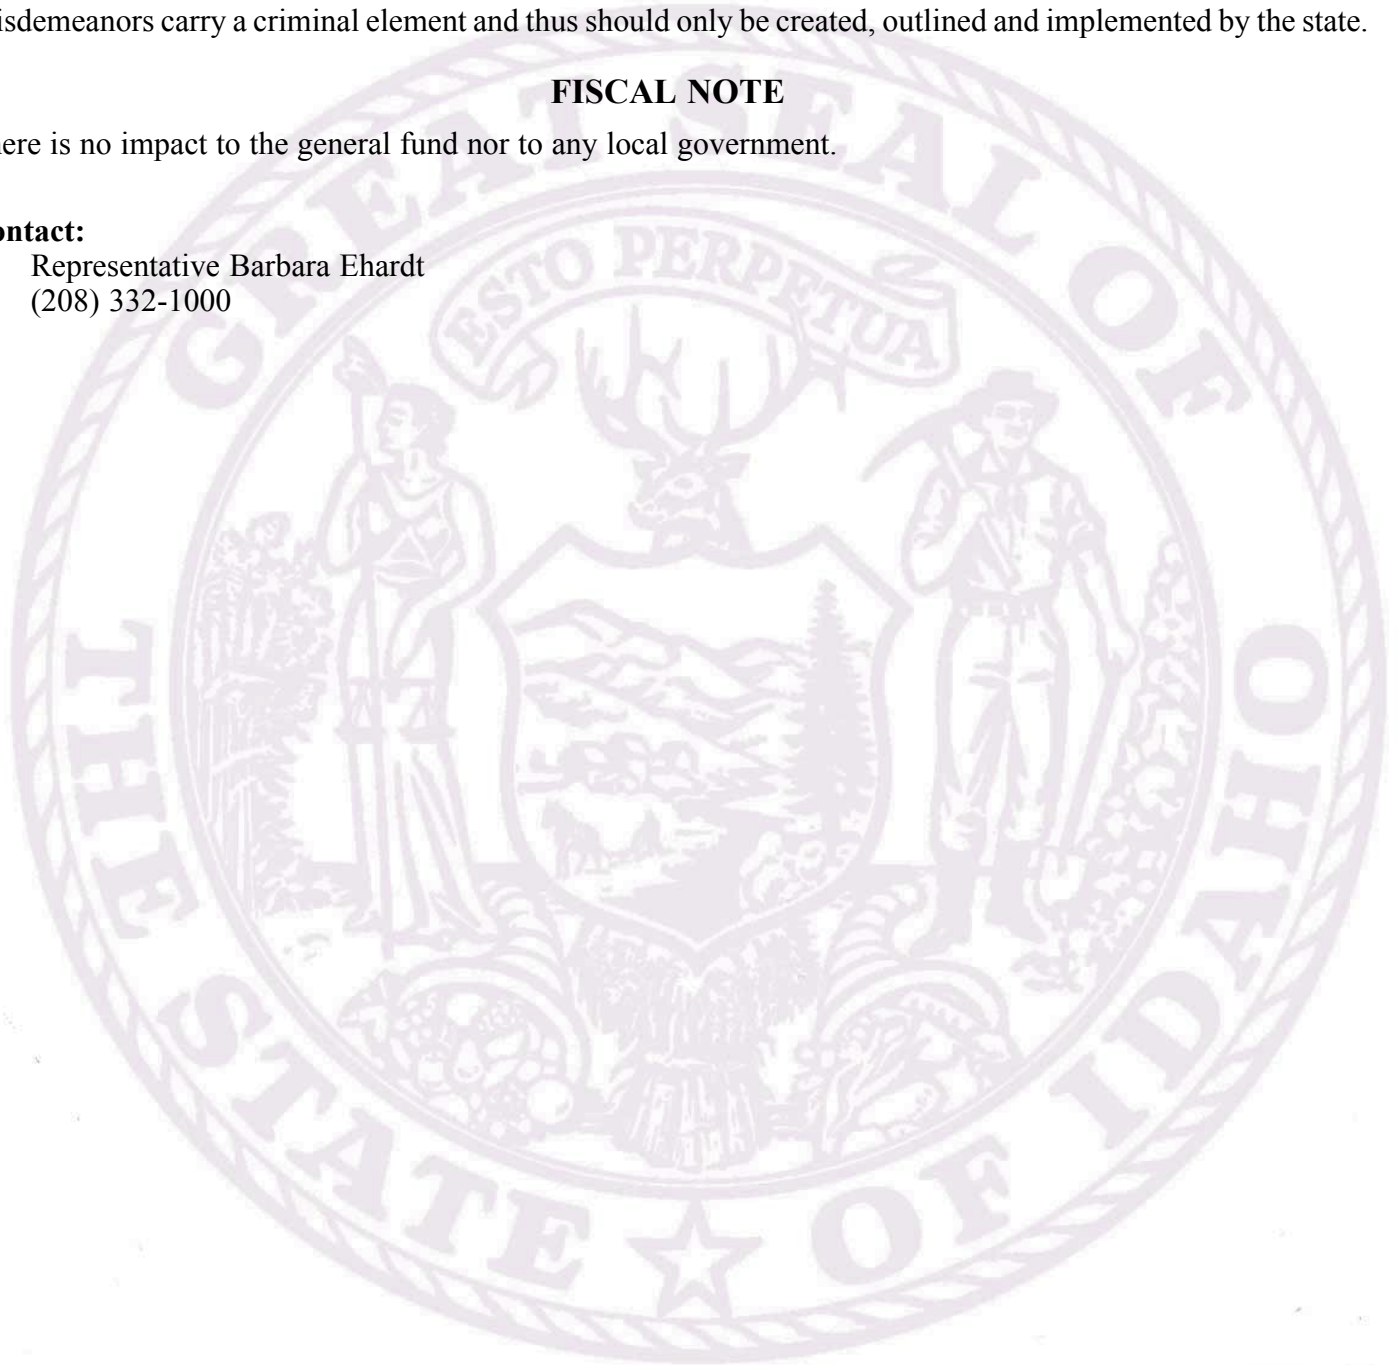 isdemeanors carry a criminal element and thus should only be created, outlined and implemented by the state.
FISCAL NOTE
ere is no impact to the general fund nor to any local government.
ontact:
Representative Barbara Ehardt
(208) 332-1000
GREAT SEAL OF
ESTO PERPETUA
THE STATE OF IDAHO